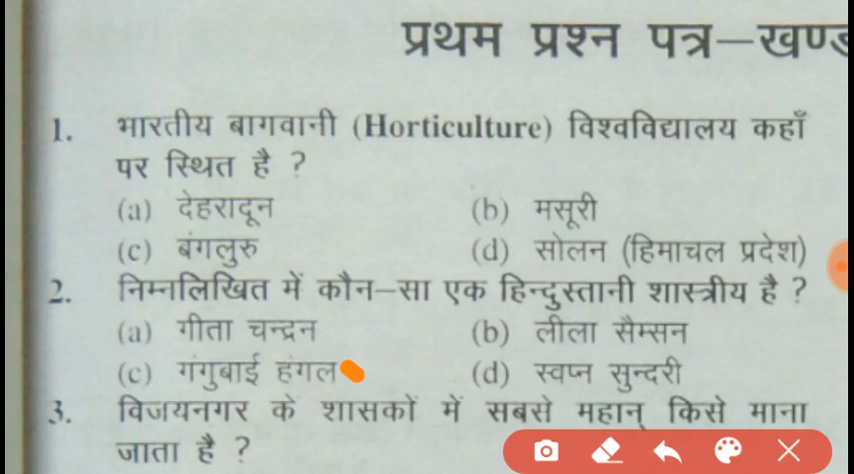 प्रथम प्रश्न पत्र–खण्ड
1. भारतीय बागवानी (Horticulture) विश्वविद्यालय कहाँ
पर स्थित है ?
(a) देहरादून (b) मसूरी
(c) बंगलुरु (d) सोलन (हिमाचल प्रदेश)
2. निम्नलिखित में कौन–सा एक हिन्दुस्तानी शास्त्रीय है ?
(a) गीता चन्द्रन (b) लीला सैम्सन
(c) गंगुबाई हंगल (d) स्वप्न सुन्दरी
3. विजयनगर के शासकों में सबसे महान् किसे माना
जाता है ?